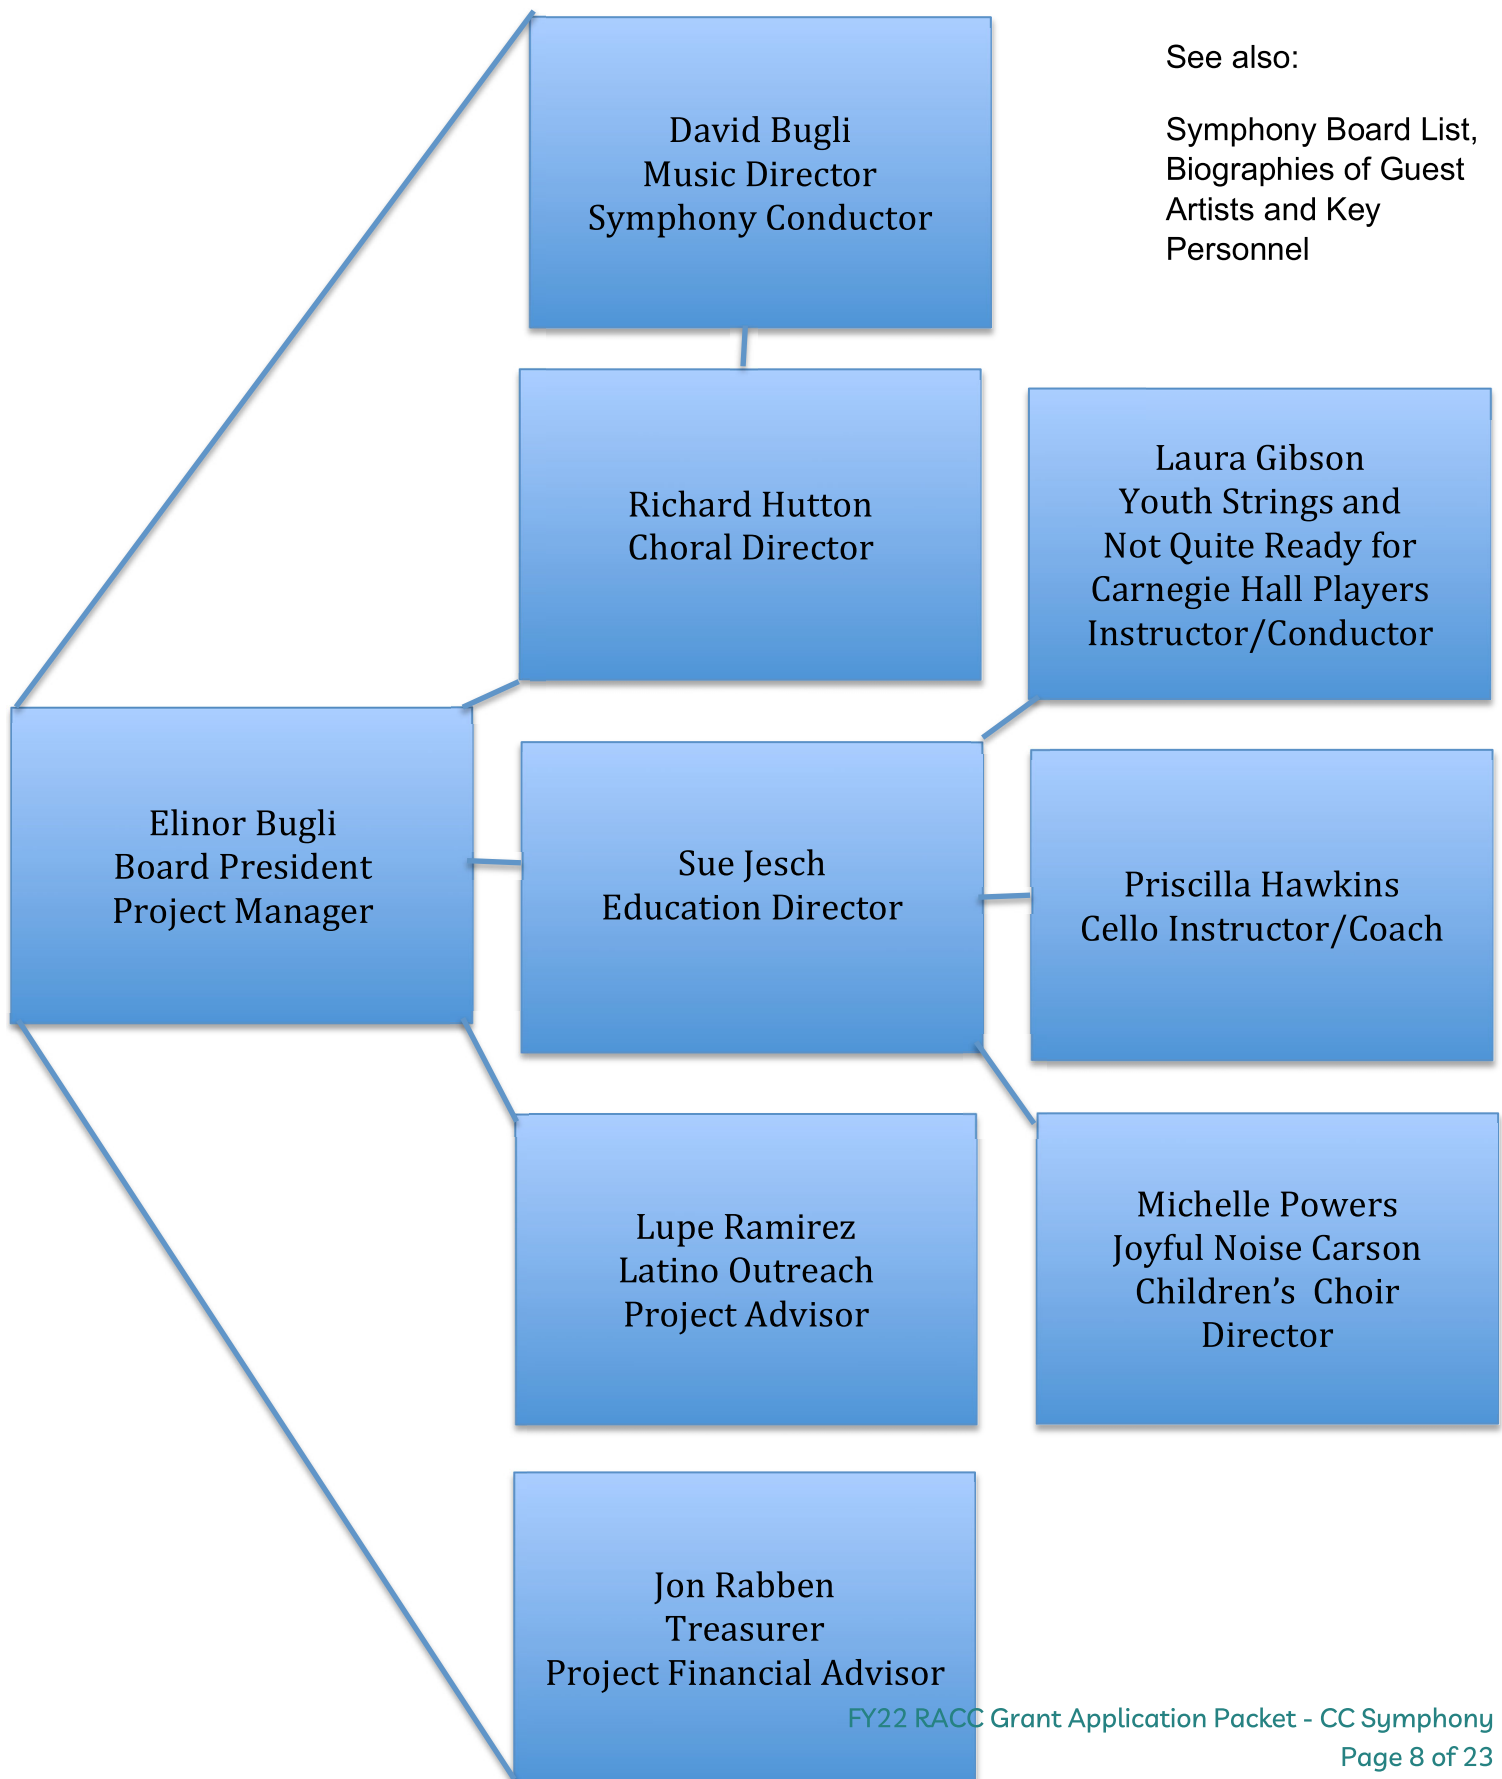 David Bugli
Music Director
Symphony Conductor
See also:
Symphony Board List,
Biographies of Guest
Artists and Key
Personnel
Richard Hutton
Choral Director
Laura Gibson
Youth Strings and
Not Quite Ready for
Carnegie Hall Players
Instructor/Conductor
Elinor Bugli
Board President
Project Manager
Sue Jesch
Education Director
Priscilla Hawkins
Cello Instructor/Coach
Lupe Ramirez
Latino Outreach
Project Advisor
Michelle Powers
Joyful Noise Carson
Children’s  Choir
Director
Jon Rabben
Treasurer
Project Financial Advisor
FY22 RACC Grant Application Packet - CC Symphony
Page 8 of 23